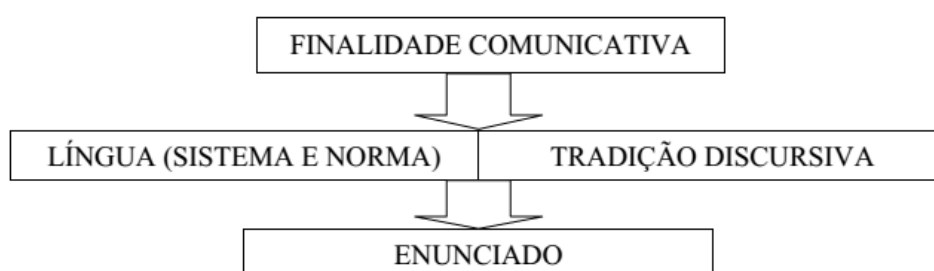 FINALIDADE COMUNICATIVA
LÍNGUA (SISTEMA E NORMA) TRADIÇÃO DISCURSIVA
ENUNCIADO